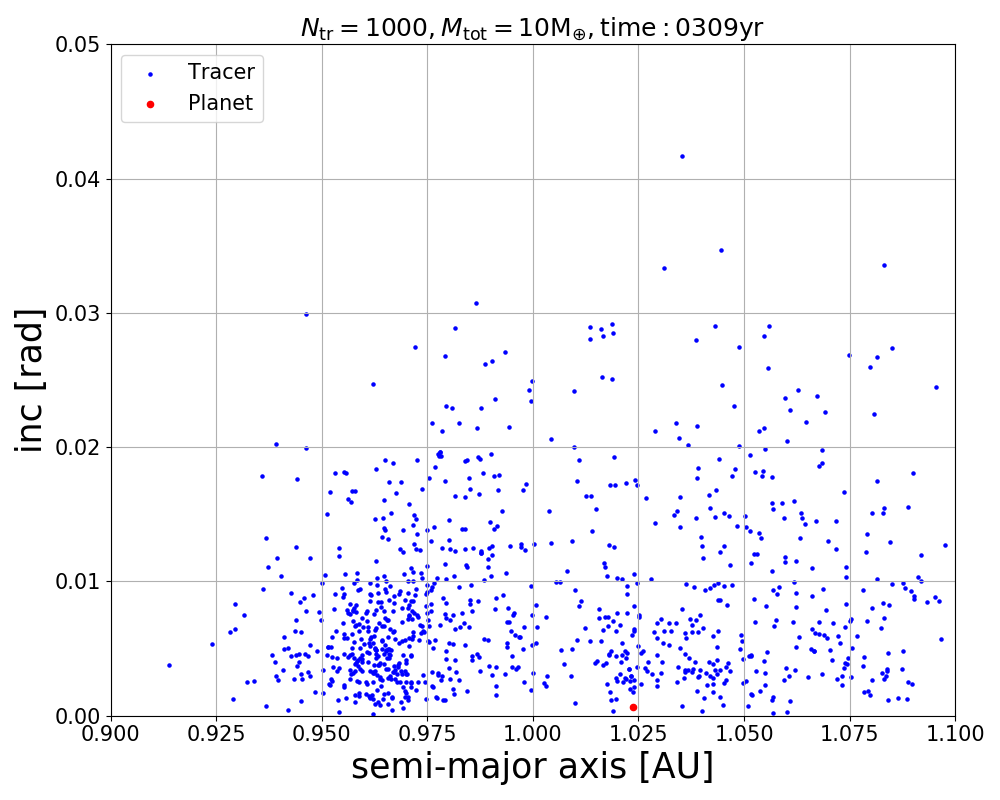 N_tr = 1000, M_tot = 10M_⊕, time : 0309yr
Tracer
Planet
0.05
0.04
0.03
0.02
0.01
0.00
inc [rad]
0.900 0.925 0.950 0.975 1.000 1.025 1.050 1.075 1.100
semi-major axis [AU]